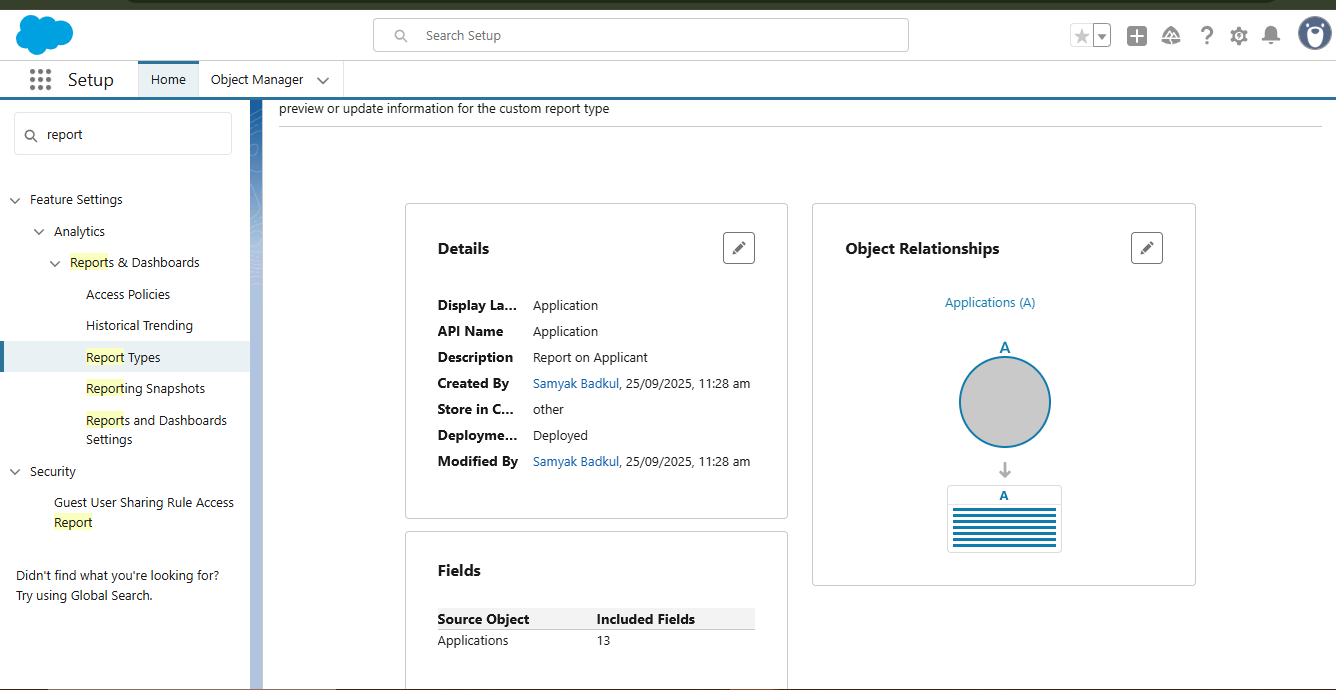 Search Setup
Setup
Home
Object Manager
preview or update information for the custom report type
report
Feature Settings
Analytics
Reports & Dashboards
Access Policies
Historical Trending
Report Types
Reporting Snapshots
Reports and Dashboards
Settings
Security
Guest User Sharing Rule Access
Report
Didn't find what you're looking for?
Try using Global Search.
Details
Display La... Application
API Name Application
Description Report on Applicant
Created By Samyak Badkul, 25/09/2025, 11:28 am
Store in C... other
Deployme... Deployed
Modified By Samyak Badkul, 25/09/2025, 11:28 am
Fields
Source Object Included Fields
Applications 13
Object Relationships
Applications (A)
A
A